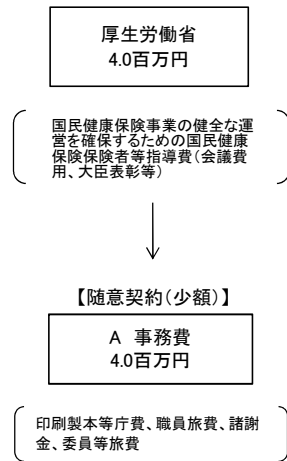 厚生労働省
4.0百万円
国民健康保険事業の健全な運
営を確保するための国民健康
保険保険者等指導費(会議費
用、大臣表彰等)
【随意契約(少額)】
A 事務費
4.0百万円
印刷製本等庁費、職員旅費、諸謝
金、委員等旅費